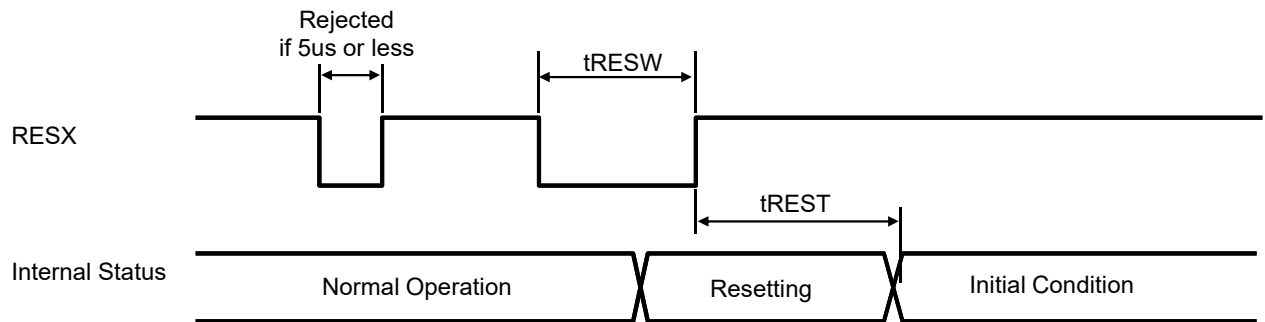 Rejected
if 5us or less
tRESW
RESX
tREST
Internal Status
Normal Operation
Resetting
Initial Condition